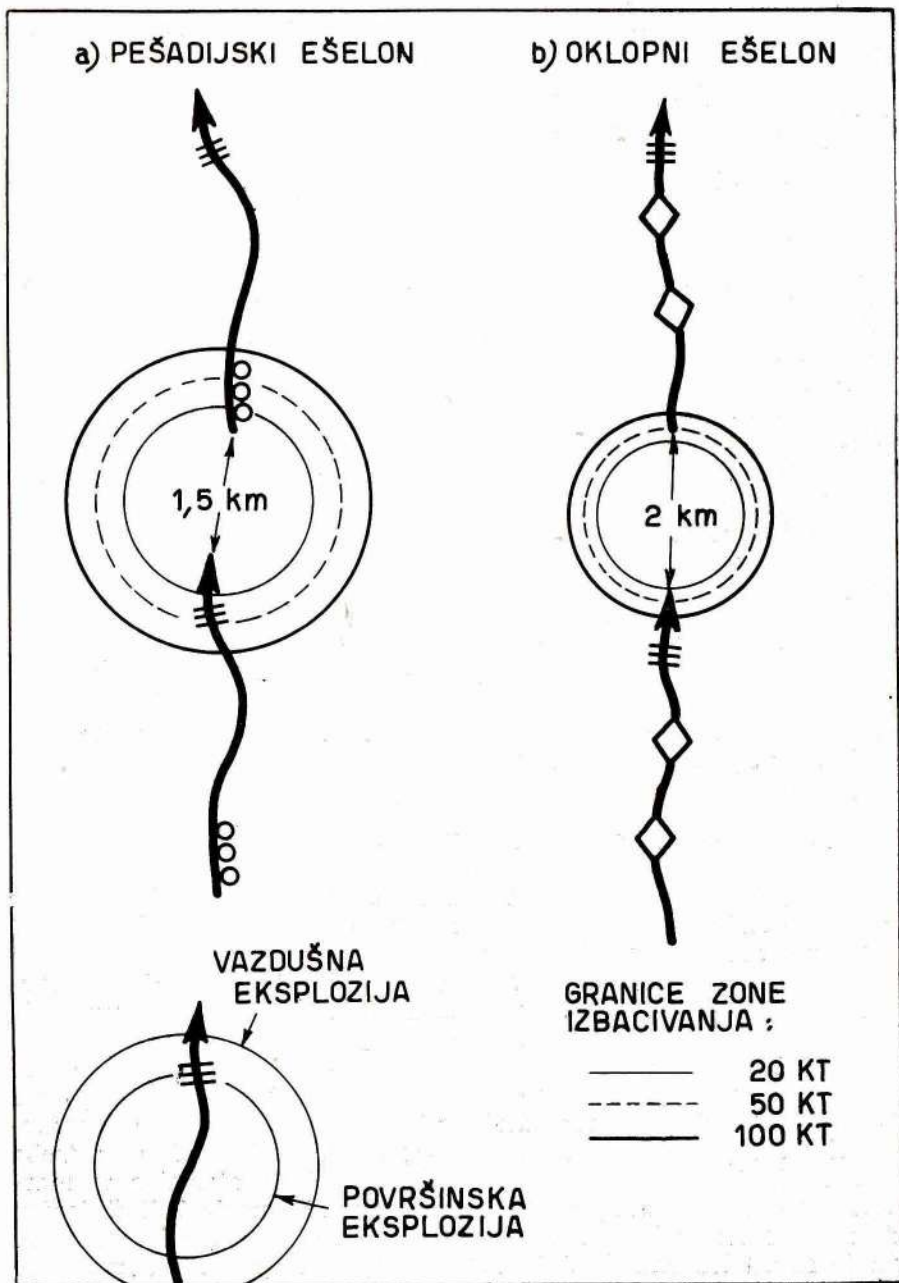 a) PEŠADIJSKI EŠELON
b) OKLOPNI EŠELON
1,5 km
2 km
VAZDUŠNA
EKSPLOZIJA
POVRŠINSKA
EKSPLOZIJA
GRANICE ZONE
IZBACIVANJA :
20 KT
50 KT
100 KT